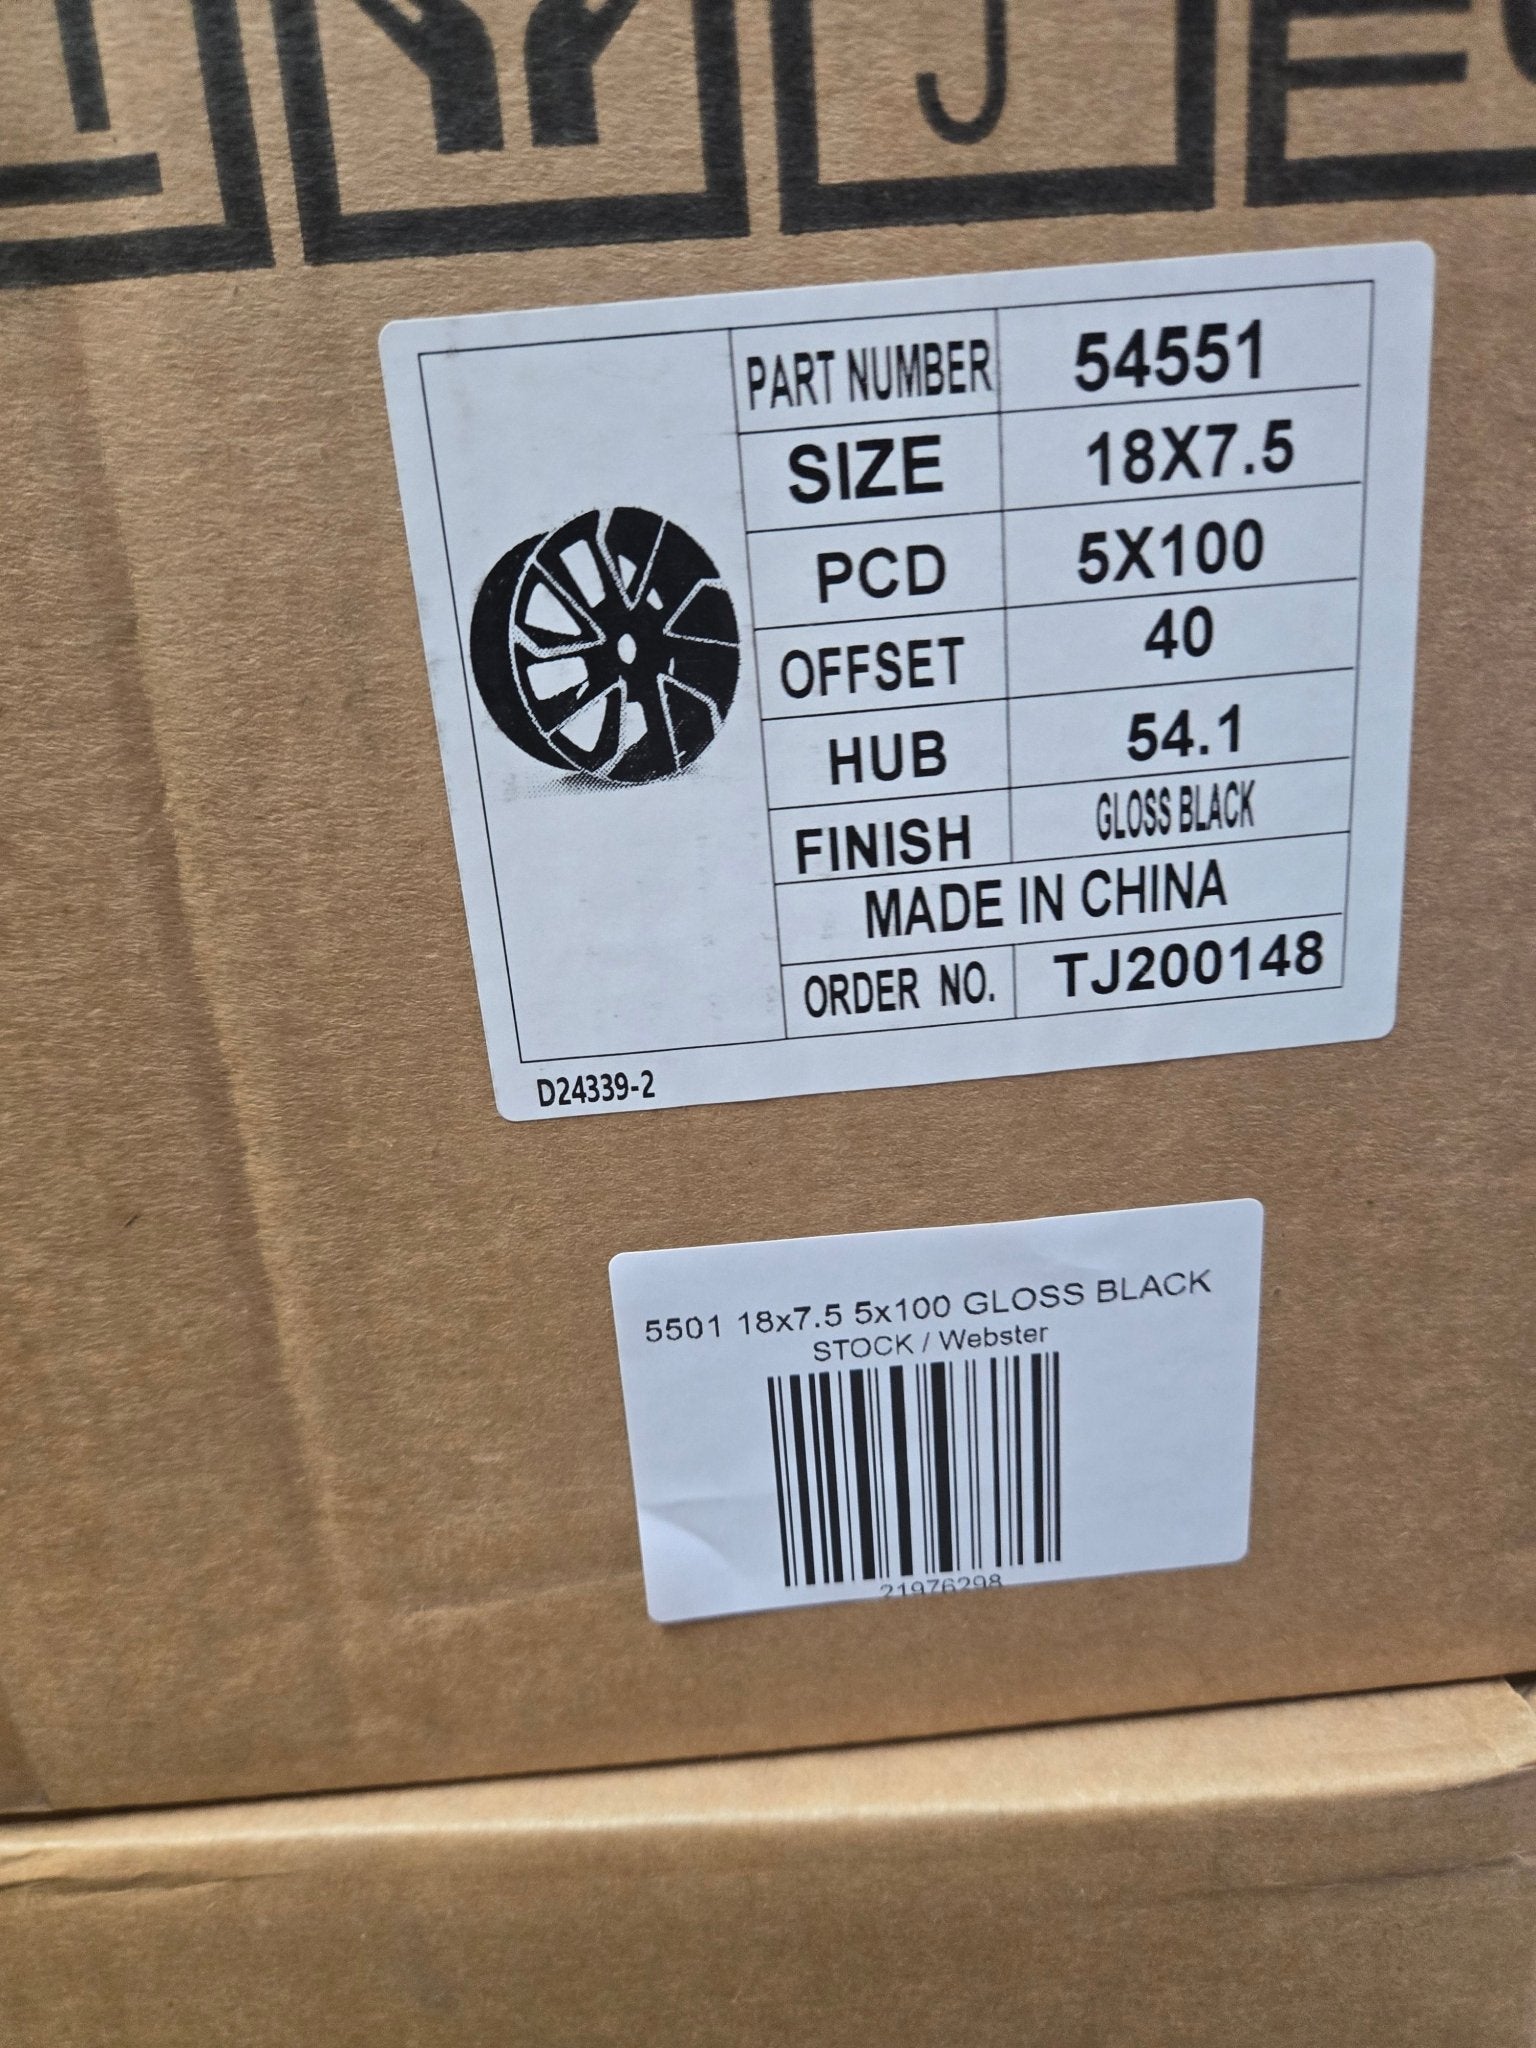 PART NUMBER 54551
SIZE 18X7.5
PCD 5X100
OFFSET 40
HUB 54.1
FINISH GLOSS BLACK
MADE IN CHINA
ORDER NO. TJ200148
D24339-2
5501 18x7.5 5x100 GLOSS BLACK
STOCK / Webster
21976298